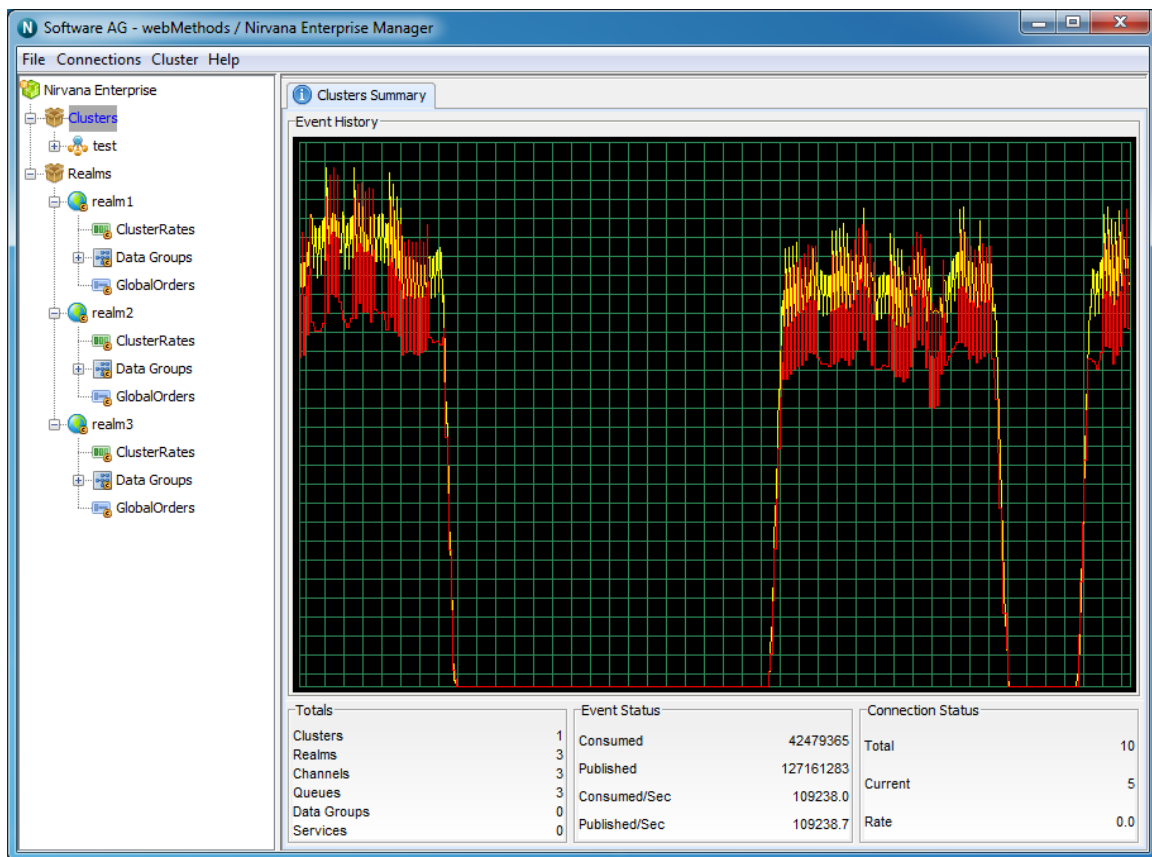 Software AG - webMethods / Nirvana Enterprise Manager
File Connections Cluster Help
Nirvana Enterprise
Clusters
test
Realms
realm1
ClusterRates
Data Groups
GlobalOrders
realm2
ClusterRates
Data Groups
GlobalOrders
realm3
ClusterRates
Data Groups
GlobalOrders
Clusters Summary
Event History
Totals
Clusters 1
Realms 3
Channels 3
Queues 3
Data Groups 0
Services 0
Event Status
Consumed 42479365
Published 127161283
Consumed/Sec 109238.0
Published/Sec 109238.7
Connection Status
Total 10
Current 5
Rate 0.0